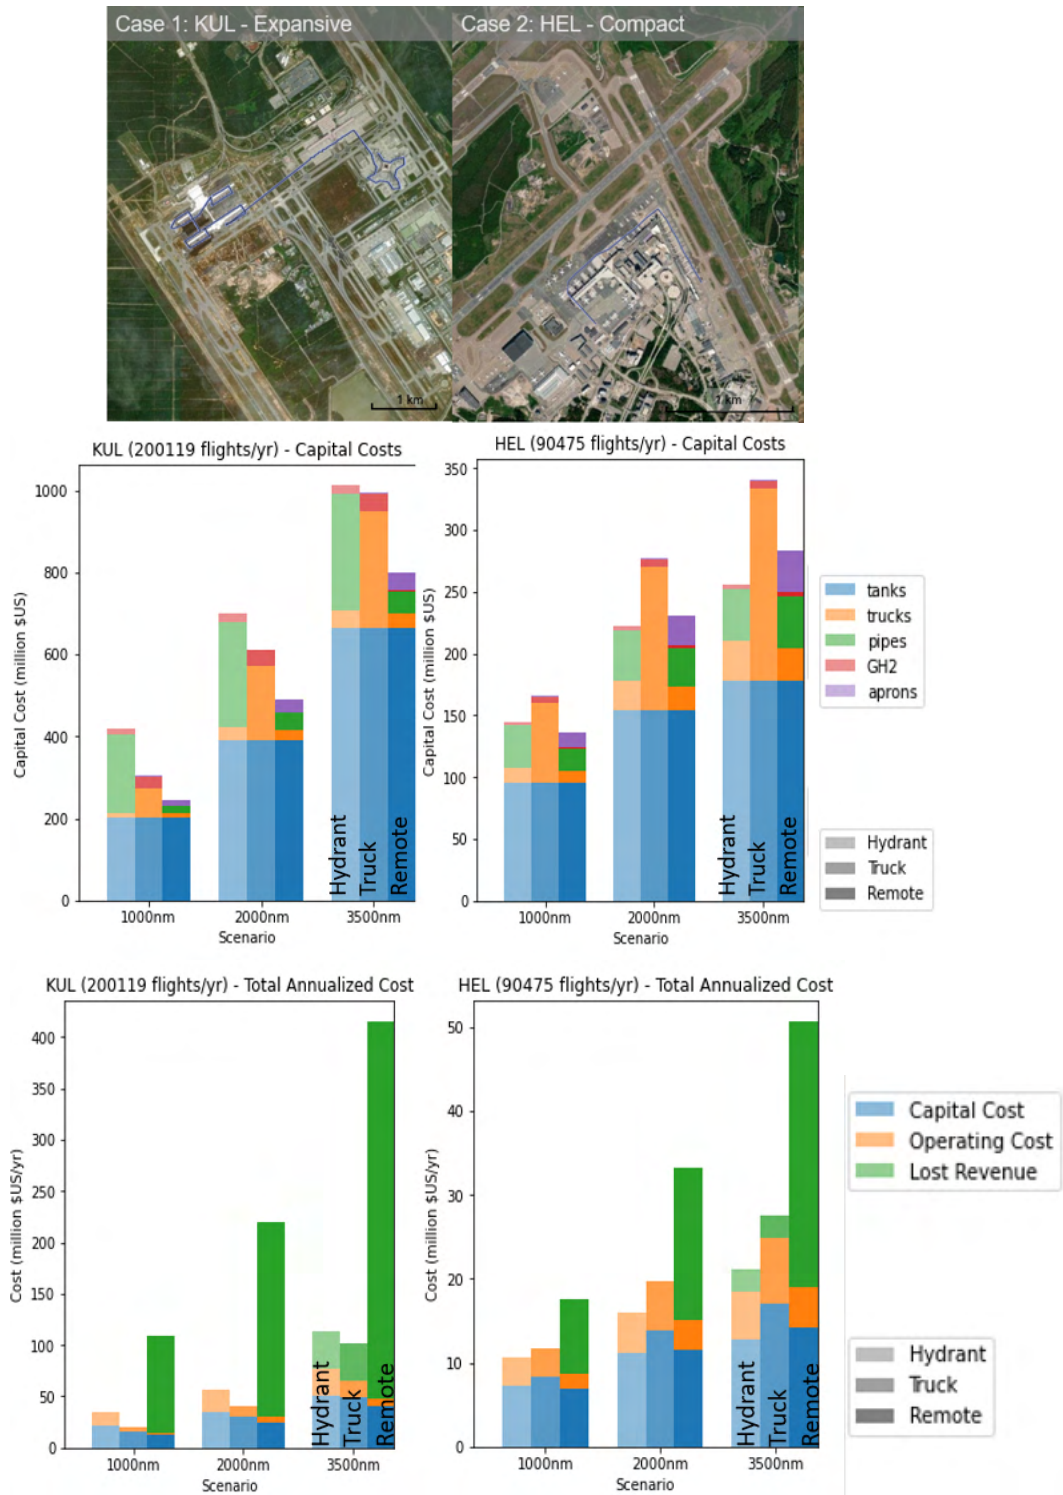 Case 1: KUL - Expansive
Case 2: HEL - Compact
1 km
1 km
KUL (200119 flights/yr) - Capital Costs
Capital Cost (million $US)
1000
800
600
400
200
0
Hydrant
Truck
Remote
1000nm
2000nm
3500nm
Scenario
HEL (90475 flights/yr) - Capital Costs
Capital Cost (million $US)
350
300
250
200
150
100
50
0
Hydrant
Truck
Remote
1000nm
2000nm
3500nm
Scenario
tanks
trucks
pipes
GH2
aprons
Hydrant
Truck
Remote
KUL (200119 flights/yr) - Total Annualized Cost
Cost (million $US/yr)
400
350
300
250
200
150
100
50
0
Hydrant
Truck
Remote
1000nm
2000nm
3500nm
Scenario
HEL (90475 flights/yr) - Total Annualized Cost
Cost (million $US/yr)
50
40
30
20
10
0
Hydrant
Truck
Remote
1000nm
2000nm
3500nm
Scenario
Capital Cost
Operating Cost
Lost Revenue
Hydrant
Truck
Remote